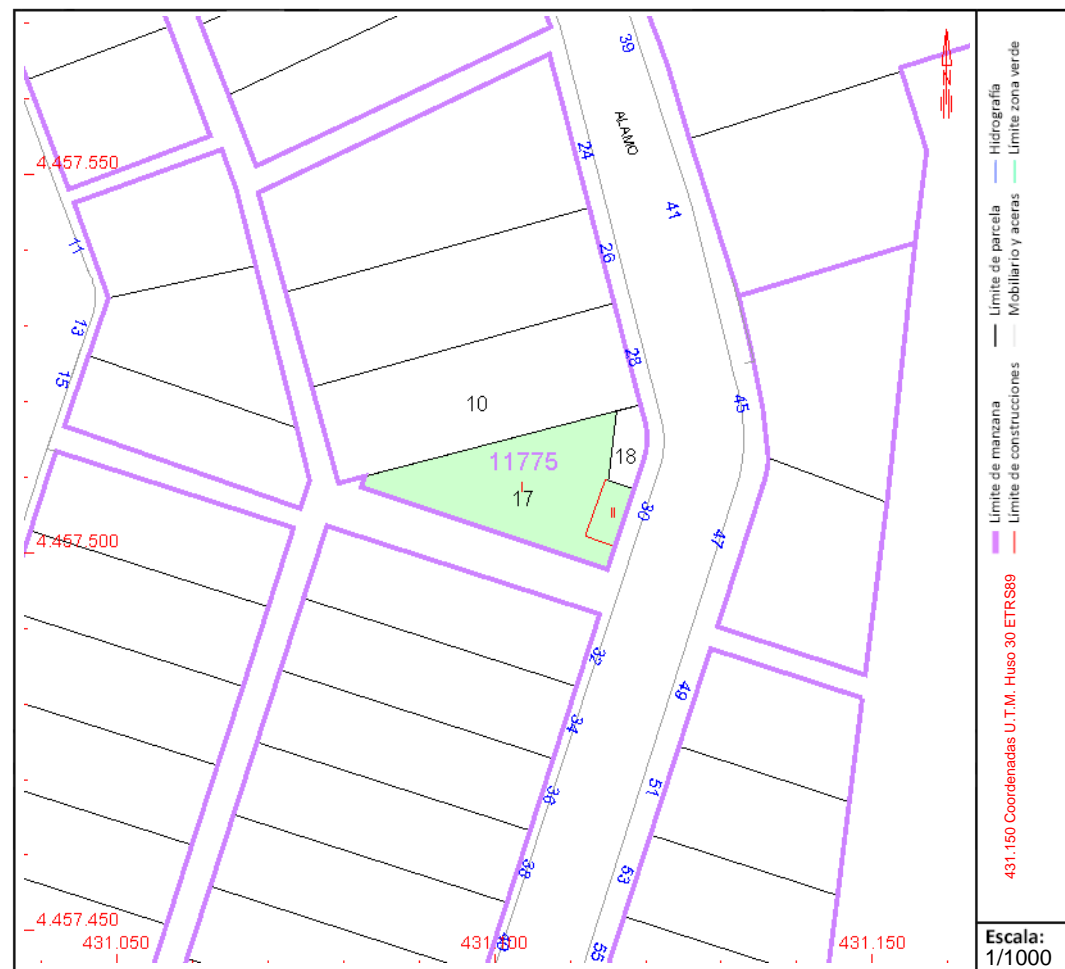 39
ALAMO
24
4.457.550
41
11
26
13
28
15
45
10
18
11775
I
17
II
30
4.457.500
47
32
49
34
51
36
38
53
4.457.450
431.050
431.150
55
Hidrografía
Límite zona verde
Límite de parcela
Mobiliario y aceras
Límite de manzana
Límite de construcciones
431.150 Coordenadas U.T.M. Huso 30 ETRS89
N
Escala:
1/1000